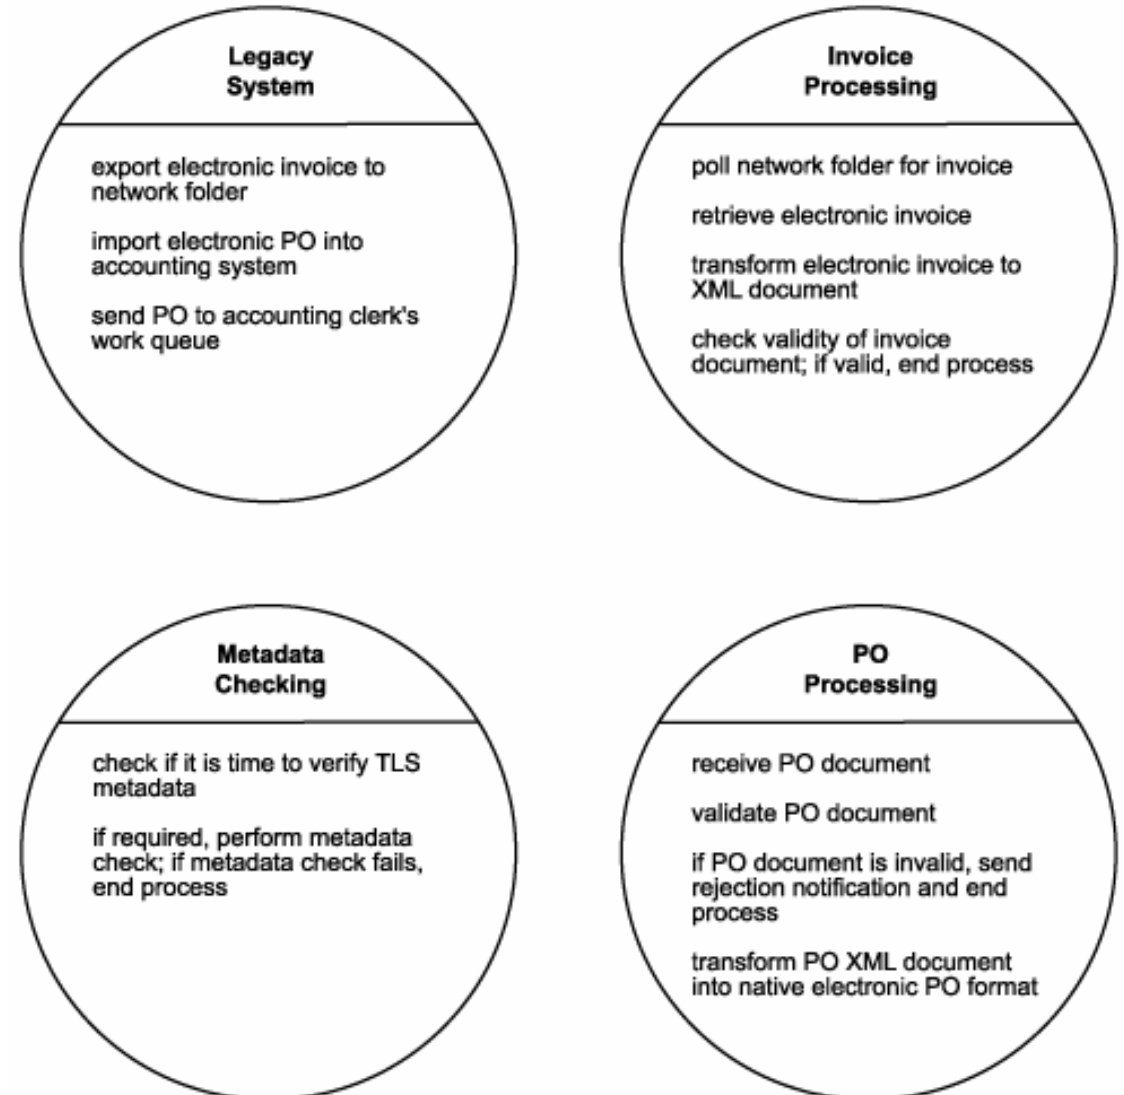 Legacy
System
export electronic invoice to
network folder
import electronic PO into
accounting system
send PO to accounting clerk's
work queue
Invoice
Processing
poll network folder for invoice
retrieve electronic invoice
transform electronic invoice to
XML document
check validity of invoice
document; if valid, end process
Metadata
Checking
check if it is time to verify TLS
metadata
if required, perform metadata
check; if metadata check fails,
end process
PO
Processing
receive PO document
validate PO document
if PO document is invalid, send
rejection notification and end
process
transform PO XML document
into native electronic PO format